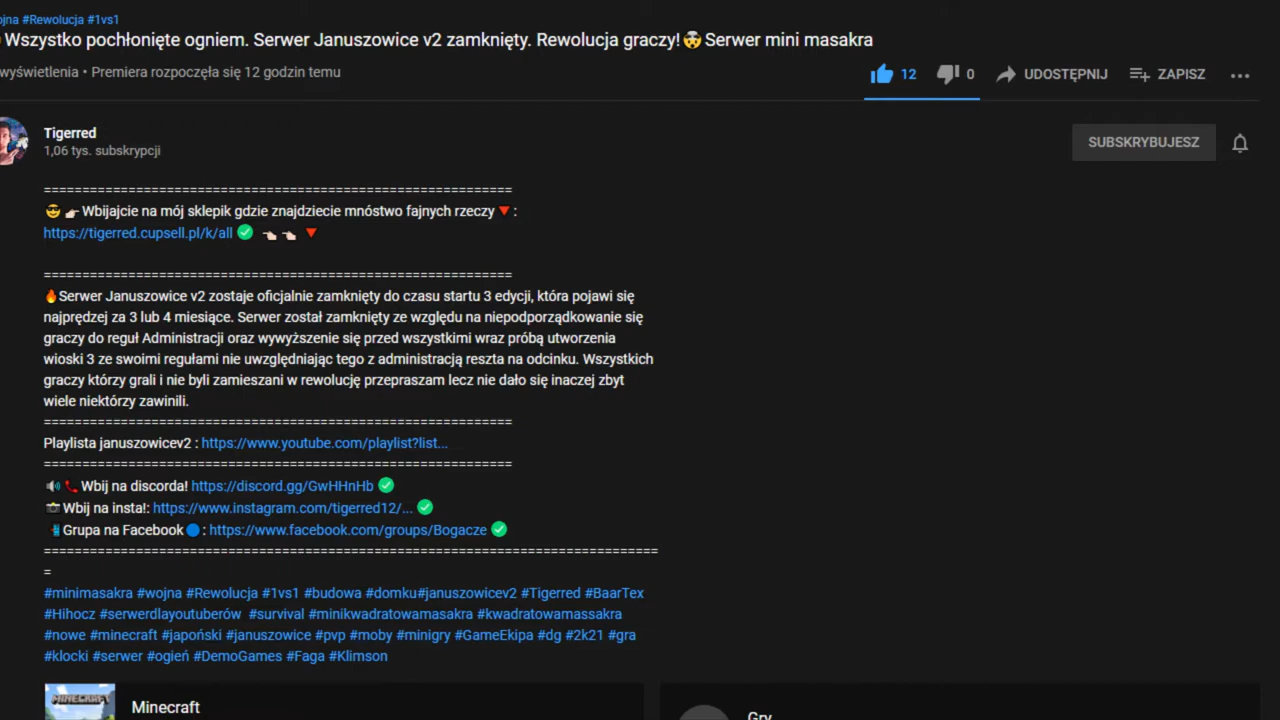 ojna #Rewolucja #1vs1
Wszystko pochłonięte ogniem. Serwer Januszowice v2 zamknięty. Rewolucja graczy!🤯Serwer mini masakra
wyświetlenia • Premiera rozpoczęła się 12 godzin temu
12 0 UDOSTĘPNIJ ZAPISZ
Tigerred
1,06 tys. subskrypcji
SUBSKRYBUJESZ
=============================================================
😎👉Wbijajcie na mój sklepik gdzie znajdziecie mnóstwo fajnych rzeczy🔻:
https://tigerred.cupsell.pl/k/all ✅ 👈👈 🔻
=============================================================
🔥Serwer Januszowice v2 zostaje oficjalnie zamknięty do czasu startu 3 edycji, która pojawi się
najprędzej za 3 lub 4 miesiące. Serwer został zamknięty ze względu na niepodporządkowanie się
graczy do reguł Administracji oraz wywyższenie się przed wszystkimi wraz próbą utworzenia
wioski 3 ze swoimi regułami nie uwzględniając tego z administracją reszta na odcinku. Wszystkich
graczy którzy grali i nie byli zamieszani w rewolucję przepraszam lecz nie dało się inaczej zbyt
wiele niektórzy zawinili.
=============================================================
Playlista januszowicev2 : https://www.youtube.com/playlist?list...
=============================================================
🔊📞Wbij na discorda! https://discord.gg/GwHHnHb ✅
📸Wbij na insta!: https://www.instagram.com/tigerred12/... ✅
📲Grupa na Facebook🔵: https://www.facebook.com/groups/Bogacze ✅
================================================================================
=
#minimasakra #wojna #Rewolucja #1vs1 #budowa #domku#januszowicev2 #Tigerred #BaarTex
#Hihocz #serwerdlayoutuberów #survival #minikwadratowamasakra #kwadratowamassakra
#nowe #minecraft #japoński #januszowice #pvp #moby #minigry #GameEkipa #dg #2k21 #gra
#klocki #serwer #ogień #DemoGames #Faga #Klimson
MINECRAFT
Minecraft
Gry